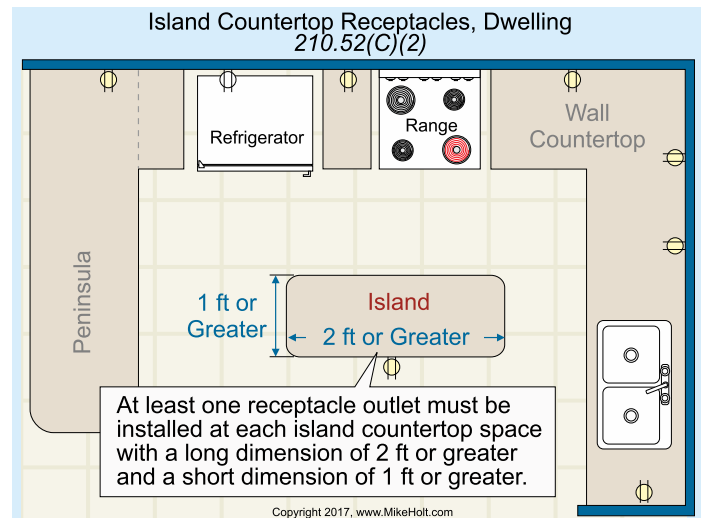 Island Countertop Receptacles, Dwelling
210.52(C)(2)
Refrigerator
Range
Wall
Countertop
Peninsula
1 ft or
Greater
Island
2 ft or Greater
At least one receptacle outlet must be
installed at each island countertop space
with a long dimension of 2 ft or greater
and a short dimension of 1 ft or greater.
Copyright 2017, www.MikeHolt.com